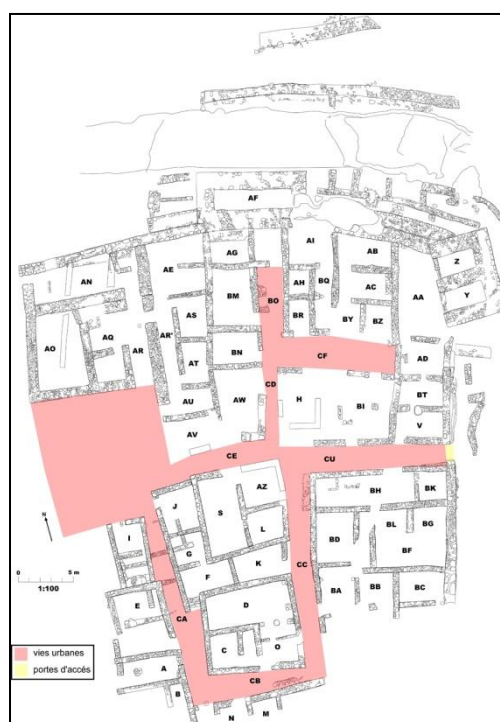 AF
AI
AB
AG
Z
AN
AE
AH
BQ
AC
AA
Y
BM
BO
AS
BR
BY
BZ
AO
AQ
AR
AR'
BN
CF
AD
AT
CD
BT
AU
AW
H
BI
V
AV
CE
CU
AZ
BH
BK
J
S
I
L
BL
BG
G
BD
BF
F
K
CC
N
0 5 m
1:100
E
D
BA
BB
BC
CA
C
O
A
B
CB
N
M
vies urbanes
portes d'accès